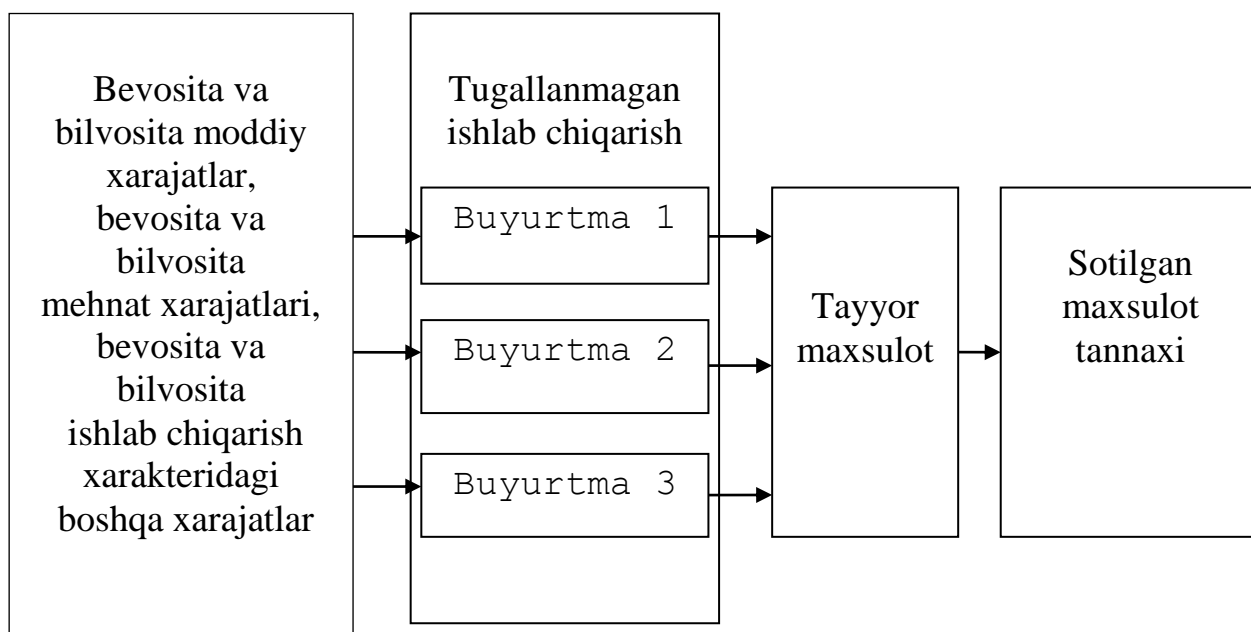 Bevosita va
bilvosita moddiy
xarajatlar,
bevosita va
bilvosita
mehnat xarajatlari,
bevosita va
bilvosita
ishlab chiqarish
xarakteridagi
boshqa xarajatlar
Tugallanmagan
ishlab chiqarish
Buyurtma 1
Buyurtma 2
Buyurtma 3
Tayyor
maxsulot
Sotilgan
maxsulot
tannaxi